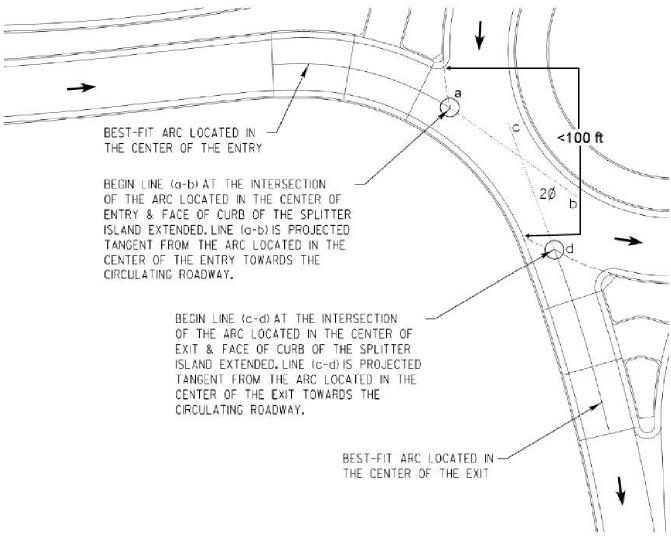 a
c
<100 ft
BEST-FIT ARC LOCATED IN
THE CENTER OF THE ENTRY
2Ø
b
BEGIN LINE (a-b) AT THE INTERSECTION
OF THE ARC LOCATED IN THE CENTER OF
ENTRY & FACE OF CURB OF THE SPLITTER
ISLAND EXTENDED. LINE (a-b) IS PROJECTED
TANGENT FROM THE ARC LOCATED IN THE
CENTER OF THE ENTRY TOWARDS THE
CIRCULATING ROADWAY.
d
BEGIN LINE (c-d) AT THE INTERSECTION
OF THE ARC LOCATED IN THE CENTER OF
EXIT & FACE OF CURB OF THE SPLITTER
ISLAND EXTENDED. LINE (c-d) IS PROJECTED
TANGENT FROM THE ARC LOCATED IN THE
CENTER OF THE EXIT TOWARDS THE
CIRCULATING ROADWAY.
BEST-FIT ARC LOCATED IN
THE CENTER OF THE EXIT